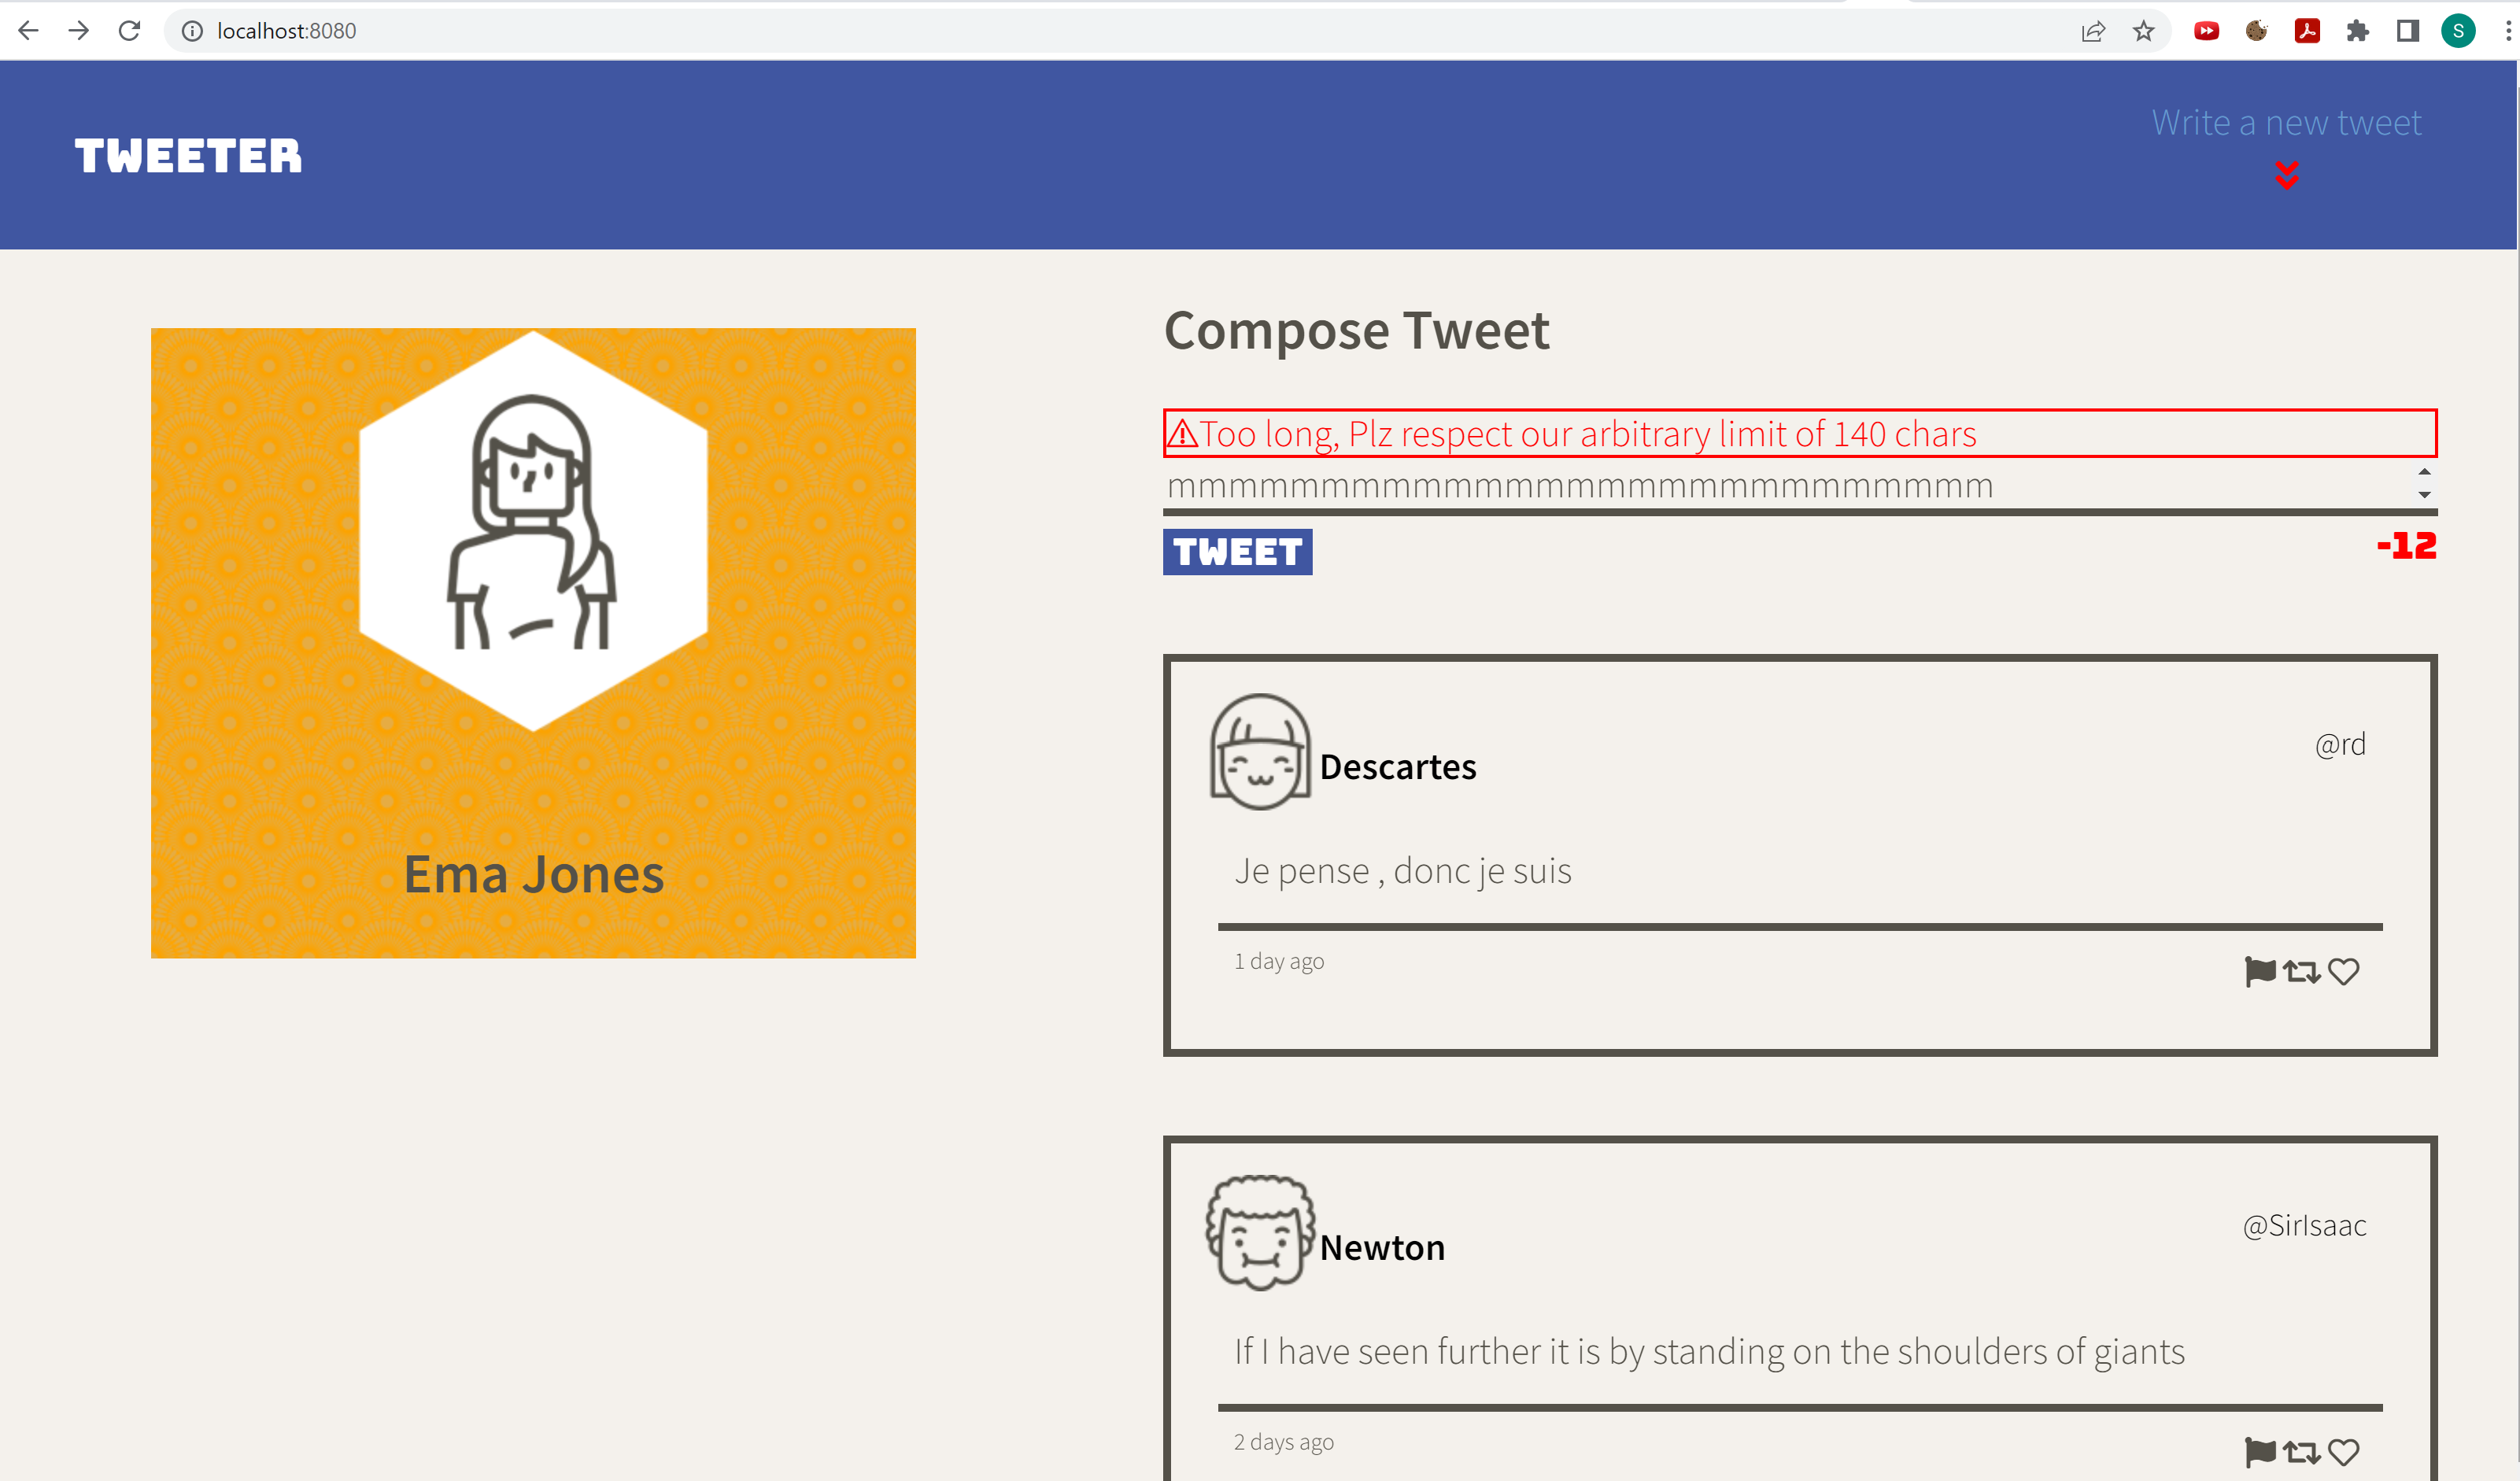 localhost:8080
TWEETER
Write a new tweet
Ema Jones
Compose Tweet
Too long, Plz respect our arbitrary limit of 140 chars
mmmmmmmmmmmmmmmmmmmmmmmmmmm
TWEET
-12
Descartes
@rd
Je pense , donc je suis
1 day ago
Newton
@SirIsaac
If I have seen further it is by standing on the shoulders of giants
2 days ago
S